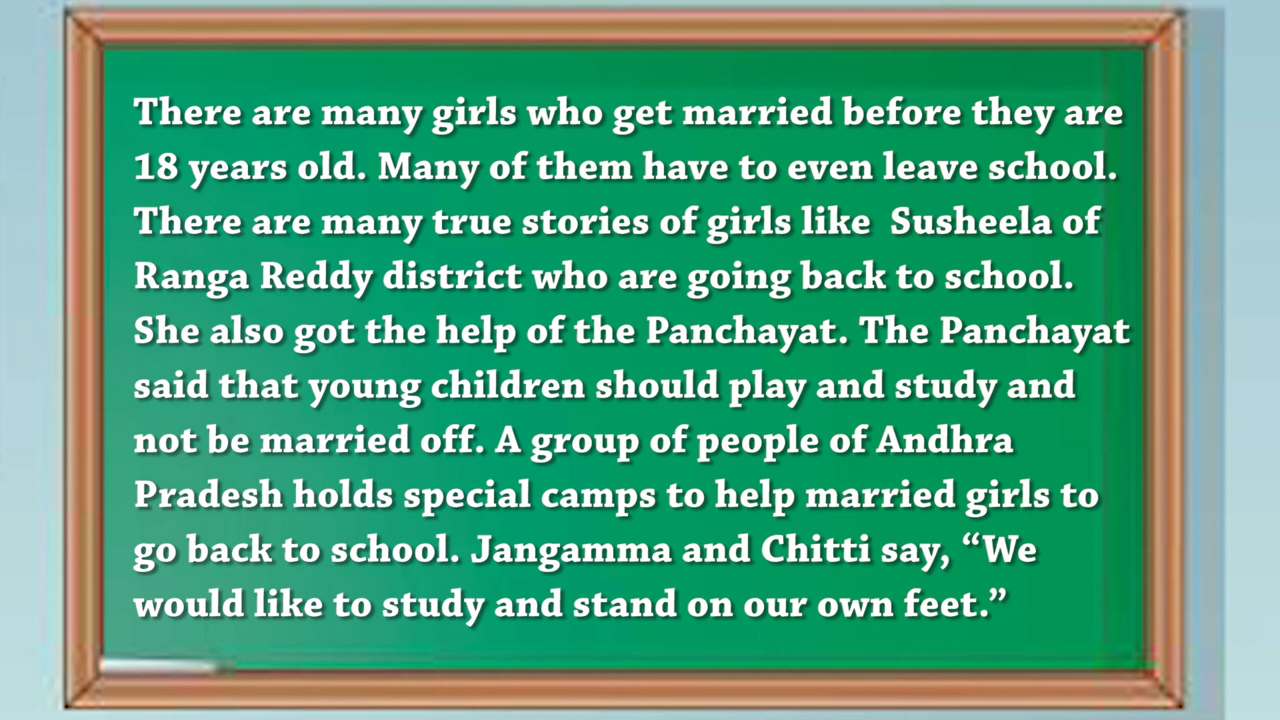 There are many girls who get married before they are
18 years old. Many of them have to even leave school.
There are many true stories of girls like Susheela of
Ranga Reddy district who are going back to school.
She also got the help of the Panchayat. The Panchayat
said that young children should play and study and
not be married off. A group of people of Andhra
Pradesh holds special camps to help married girls to
go back to school. Jangamma and Chitti say, “We
would like to study and stand on our own feet.”